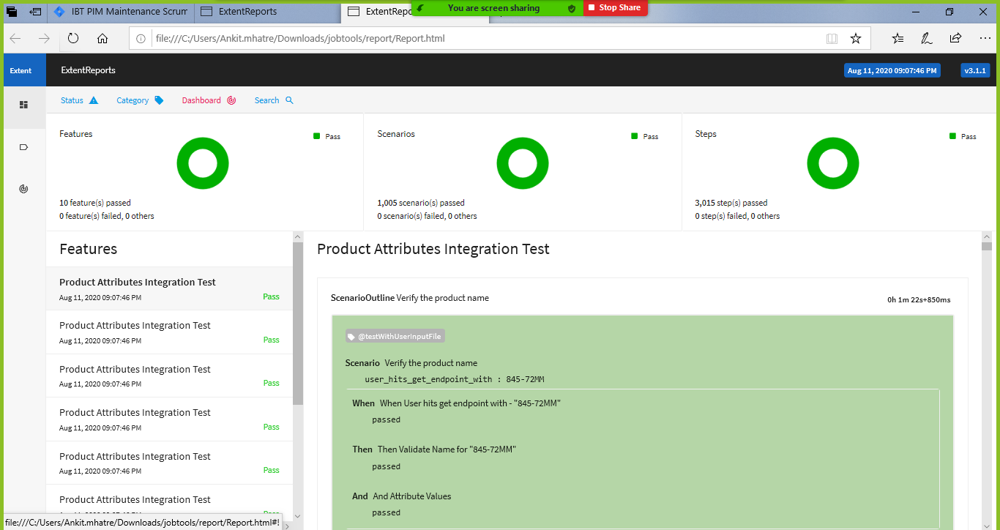 IBT PIM Maintenance Scrum
ExtentReports
ExtentRepo
You are screen sharing
Stop Share
file:///C:/Users/Ankit.mhatre/Downloads/jobtools/report/Report.html
Extent
ExtentReports
Aug 11, 2020 09:07:46 PM
v3.1.1
Status
Category
Dashboard
Search
Features
Pass
10 feature(s) passed
0 feature(s) failed, 0 others
Scenarios
Pass
1,005 scenario(s) passed
0 scenario(s) failed, 0 others
Steps
Pass
3,015 step(s) passed
0 step(s) failed, 0 others
Features
Product Attributes Integration Test
Aug 11, 2020 09:07:46 PM
Pass
Product Attributes Integration Test
Aug 11, 2020 09:07:46 PM
Pass
Product Attributes Integration Test
Aug 11, 2020 09:07:46 PM
Pass
Product Attributes Integration Test
Aug 11, 2020 09:07:46 PM
Pass
Product Attributes Integration Test
Aug 11, 2020 09:07:46 PM
Pass
Product Attributes Integration Test
file:///C:/Users/Ankit.mhatre/Downloads/jobtools/report/Report.html#!
Product Attributes Integration Test
ScenarioOutline Verify the product name
0h 1m 22s+850ms
@testWithUserInputFile
Scenario Verify the product name
user_hits_get_endpoint_with : 845-72MM
When When User hits get endpoint with - "845-72MM"
passed
Then Then Validate Name for "845-72MM"
passed
And And Attribute Values
passed